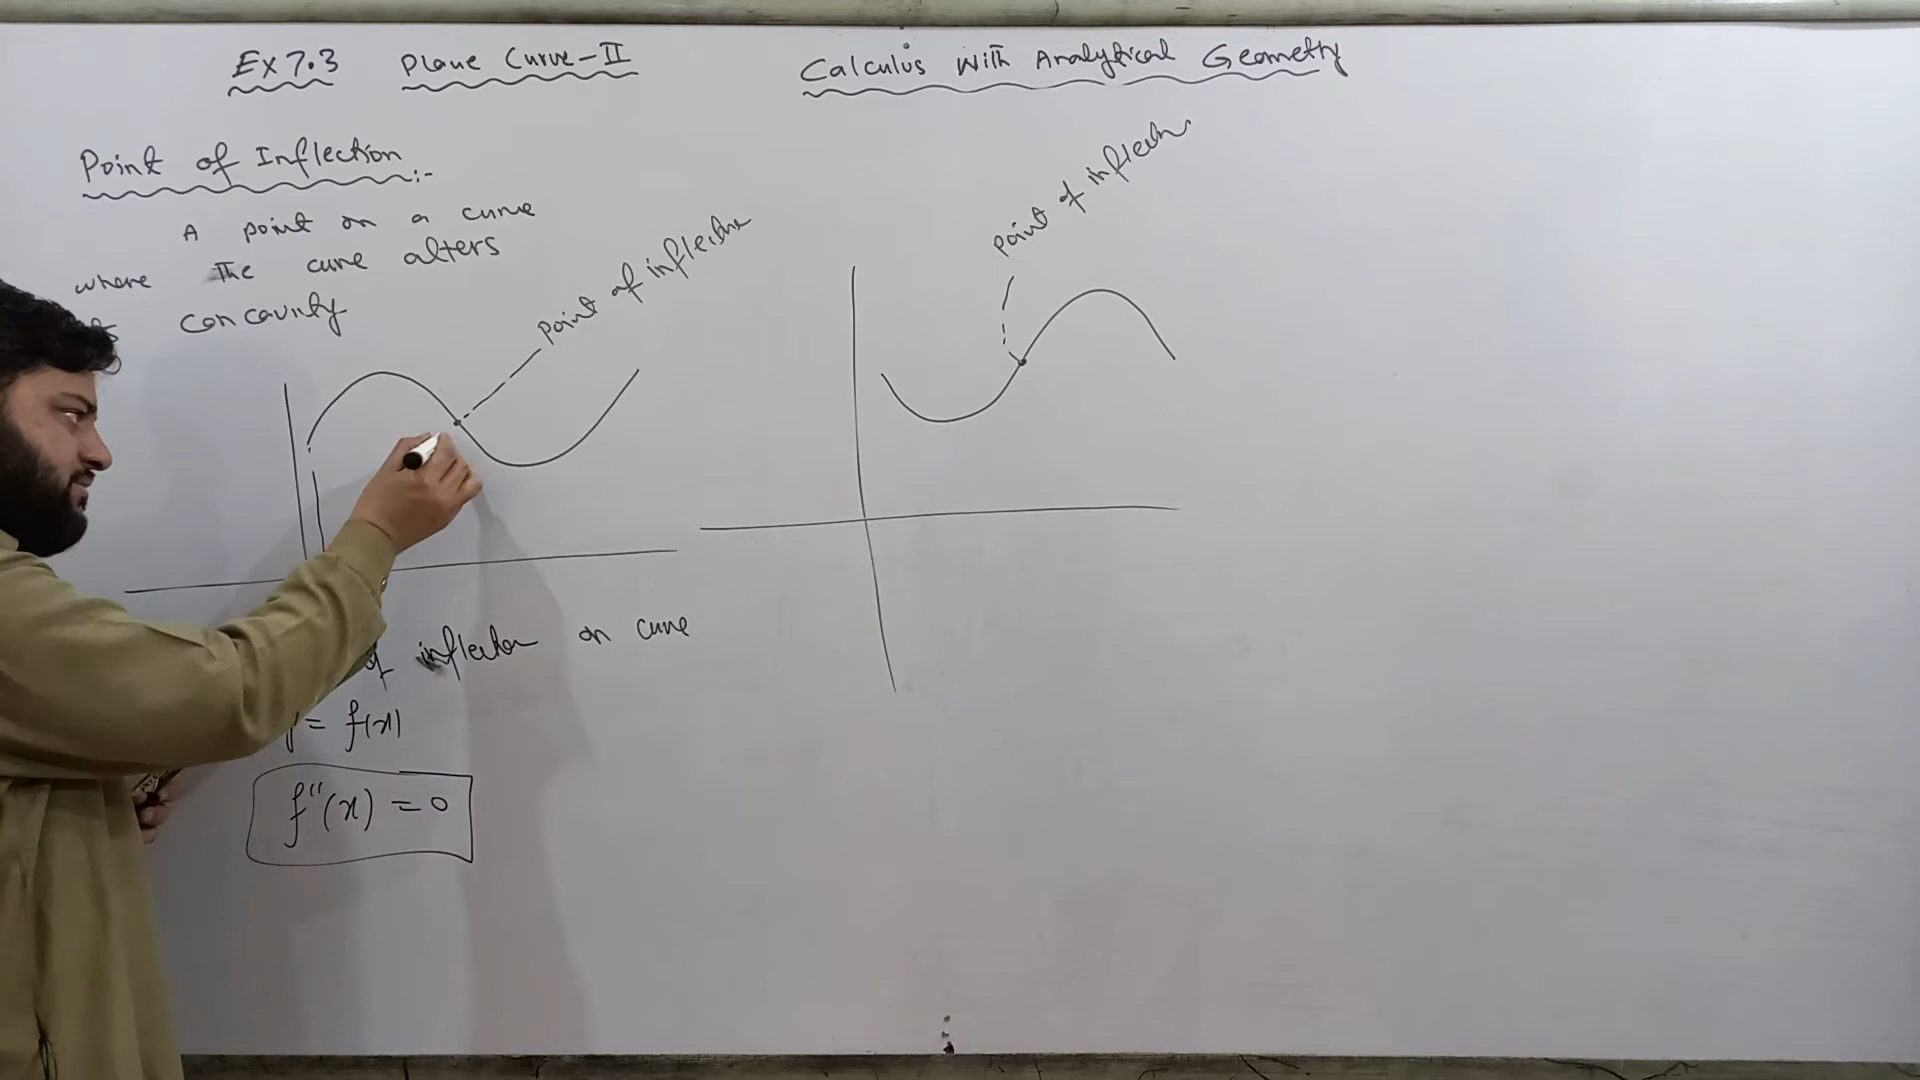 Ex 7.3 Plane Curve-II
Calculus With Analytical Geometry
Point of Inflection:-
A point on a curve
where The curve alters
concavity
Point of inflection
Point of inflection
of inflection on curve
= f(x)
f''(x) = 0